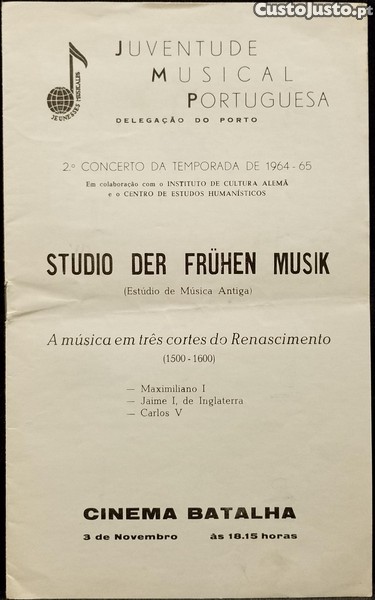 CustoJusto.pt
JUVENTUDE
MUSICAL
PORTUGUESA
JEUNESSES MUSICALES
DELEGAÇÃO DO PORTO
2.º CONCERTO DA TEMPORADA DE 1964-65
Em colaboração com o INSTITUTO DE CULTURA ALEMÃ
e o CENTRO DE ESTUDOS HUMANÍSTICOS
STUDIO DER FRÜHEN MUSIK
(Estúdio de Música Antiga)
A música em três cortes do Renascimento
(1500-1600)
— Maximiliano I
— Jaime I, de Inglaterra
— Carlos V
CINEMA BATALHA
3 de Novembro às 18.15 horas